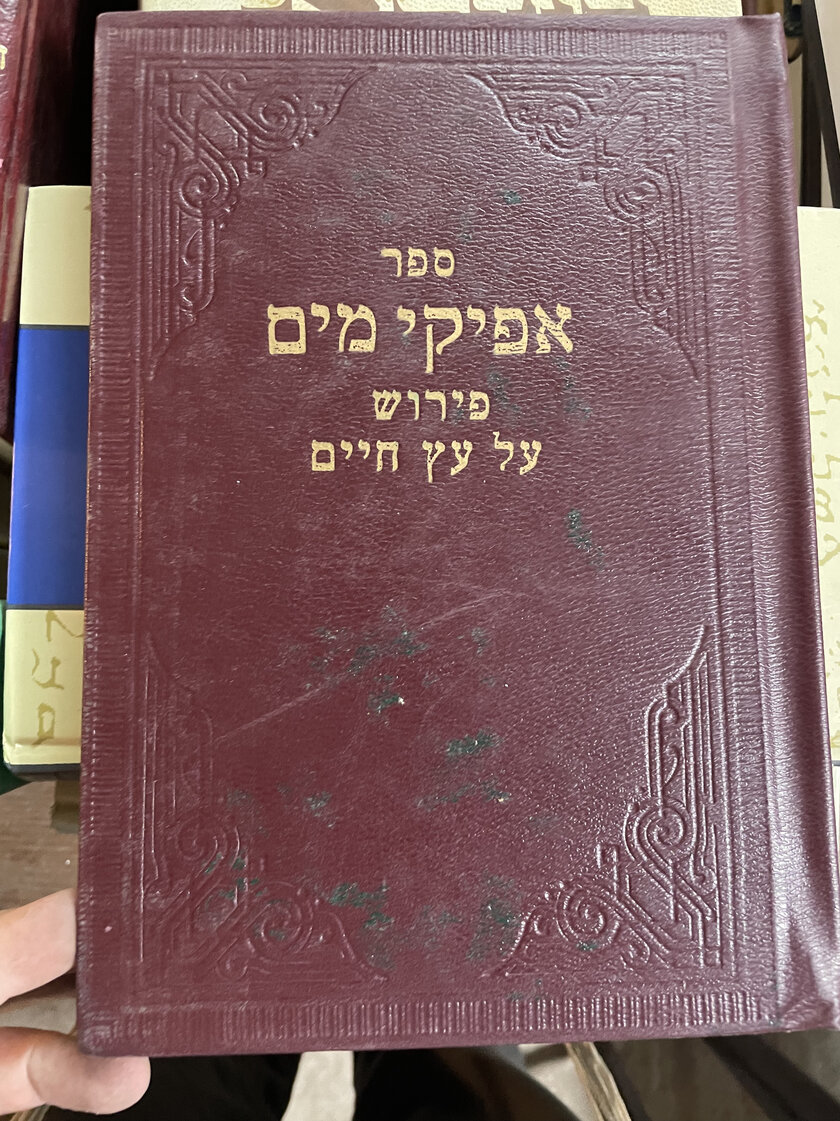 ספר
אפיקי מים
פירוש
על עץ חיים